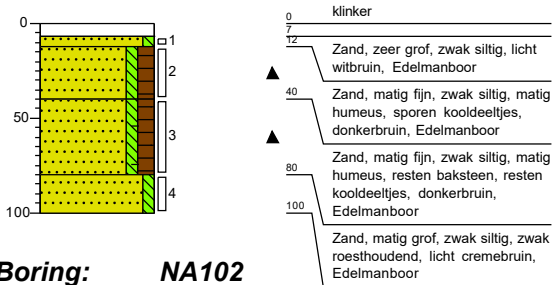 0
50
100
1
2
3
4
0
klinker
7
12
Zand, zeer grof, zwak siltig, licht
witbruin, Edelmanboor
40
Zand, matig fijn, zwak siltig, matig
humeus, sporen kooldeeltjes,
donkerbruin, Edelmanboor
Zand, matig fijn, zwak siltig, matig
80
humeus, resten baksteen, resten
kooldeeltjes, donkerbruin,
Edelmanboor
100
Zand, matig grof, zwak siltig, zwak
roesthoudend, licht cremebruin,
Edelmanboor
Boring: NA102